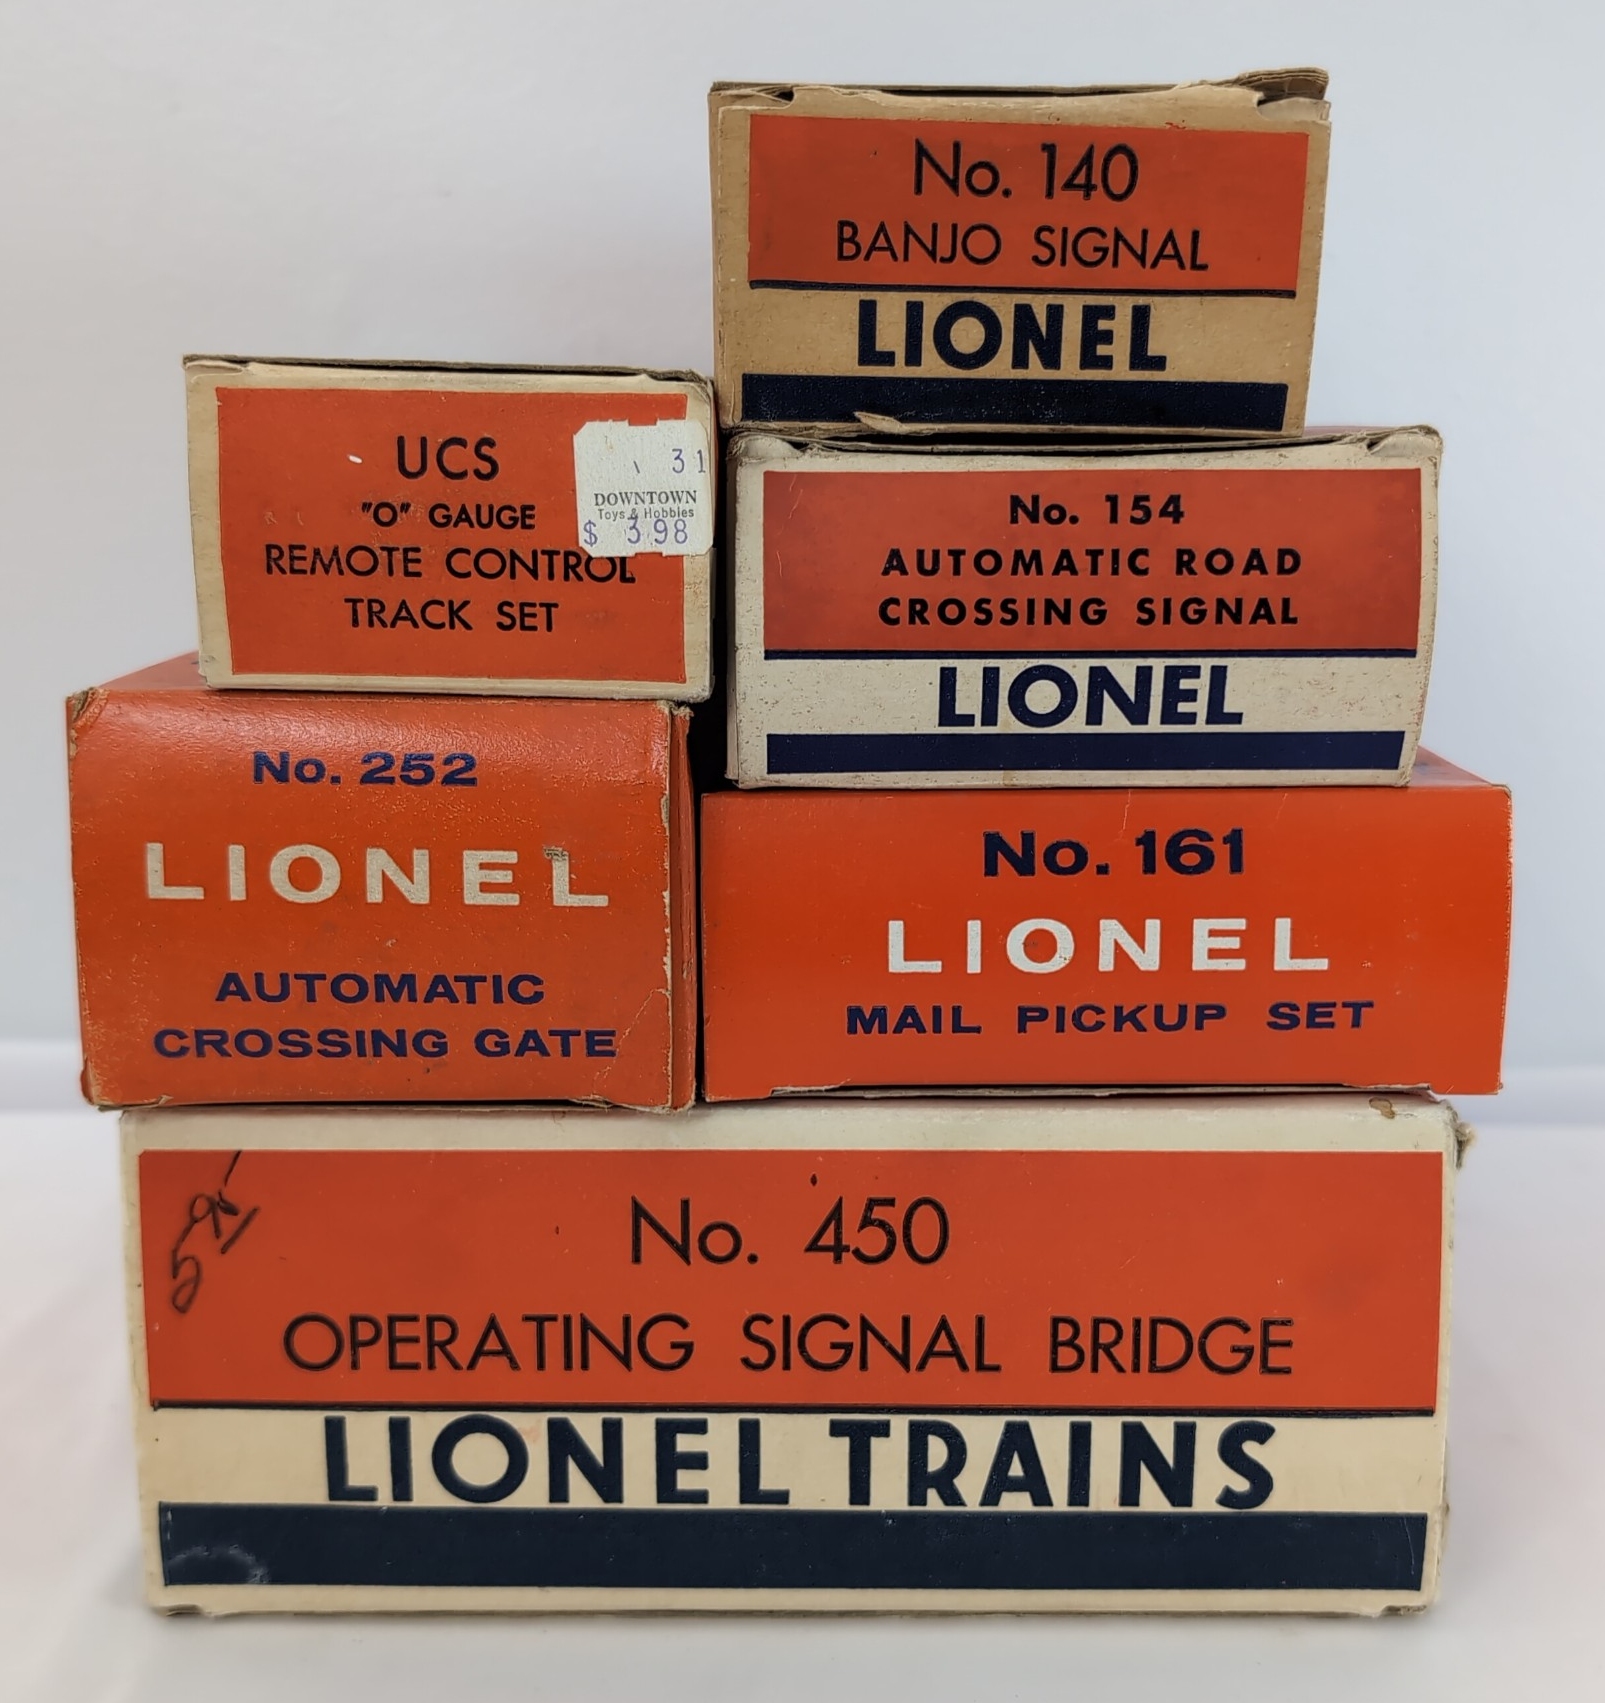 No. 140
BANJO SIGNAL
LIONEL
UCS
"O" GAUGE
REMOTE CONTROL
TRACK SET
31
DOWNTOWN
Toys & Hobbies
$ 3.98
No. 154
AUTOMATIC ROAD
CROSSING SIGNAL
LIONEL
No. 252
LIONEL
AUTOMATIC
CROSSING GATE
No. 161
LIONEL
MAIL PICKUP SET
5 95
No. 450
OPERATING SIGNAL BRIDGE
LIONEL TRAINS